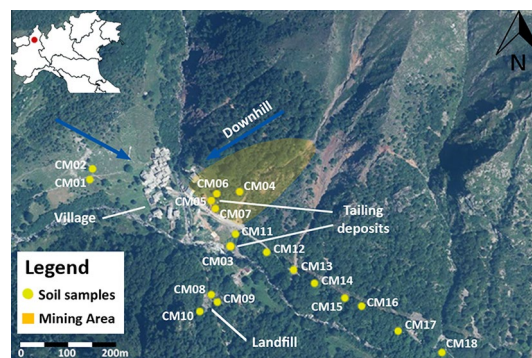 N
Downhill
CM02
CM01
CM06
CM04
CM05
CM07
Village
Tailing
deposits
CM11
CM03
CM12
CM13
CM14
CM15
CM16
CM08
CM09
CM10
Landfill
CM17
CM18
Legend
Soil samples
Mining Area
0
100
200m